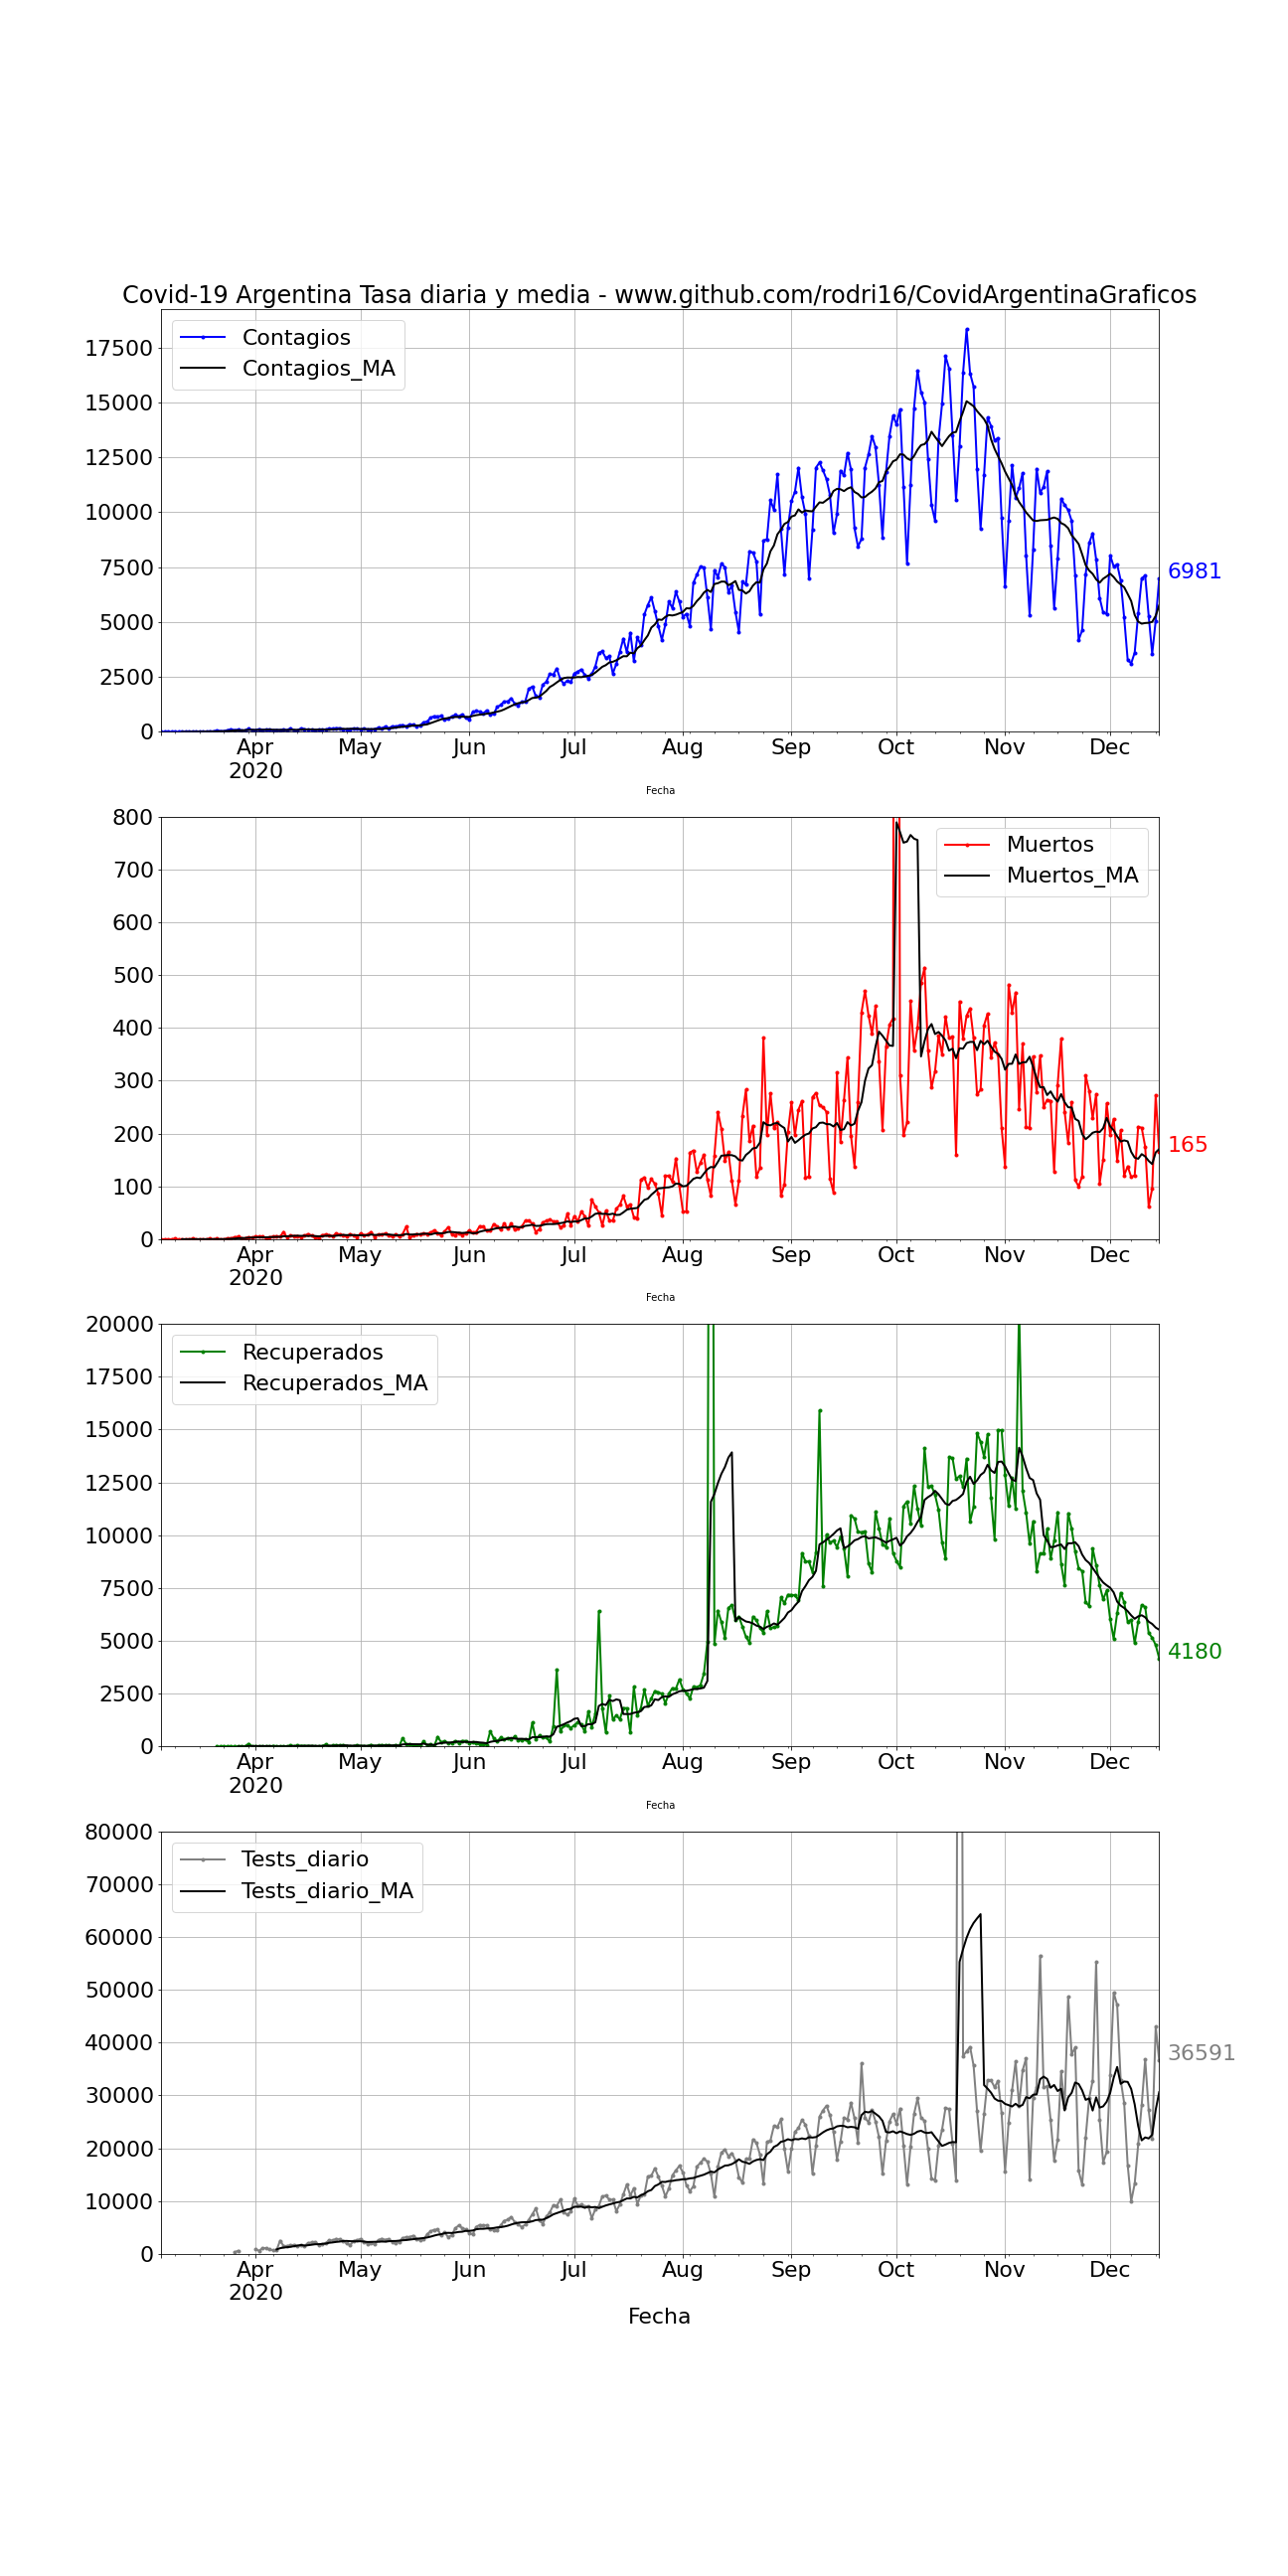 Covid-19 Argentina Tasa diaria y media - www.github.com/rodri16/CovidArgentinaGraficos
Contagios
Contagios_MA
17500
15000
12500
10000
7500
5000
2500
0
6981
Apr May Jun Jul Aug Sep Oct Nov Dec
2020
Fecha
Muertos
Muertos_MA
800
700
600
500
400
300
200
100
0
165
Apr May Jun Jul Aug Sep Oct Nov Dec
2020
Fecha
Recuperados
Recuperados_MA
20000
17500
15000
12500
10000
7500
5000
2500
0
4180
Apr May Jun Jul Aug Sep Oct Nov Dec
2020
Fecha
Tests_diario
Tests_diario_MA
80000
70000
60000
50000
40000
30000
20000
10000
0
36591
Apr May Jun Jul Aug Sep Oct Nov Dec
2020
Fecha